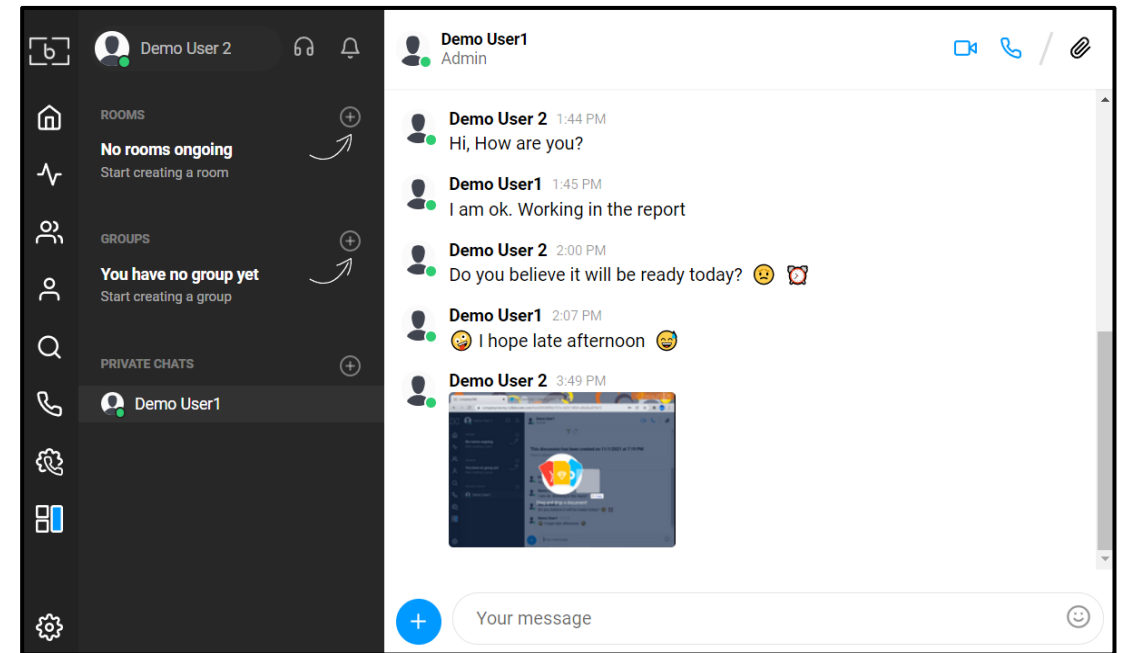 b
Demo User 2
ROOMS
No rooms ongoing
Start creating a room
GROUPS
You have no group yet
Start creating a group
PRIVATE CHATS
Demo User1
Demo User1
Admin
Demo User 2 1:44 PM
Hi, How are you?
Demo User1 1:45 PM
I am ok. Working in the report
Demo User 2 2:00 PM
Do you believe it will be ready today? 🤨 ⏰
Demo User1 2:07 PM
🤪 I hope late afternoon 😅
Demo User 2 3:49 PM
Your message